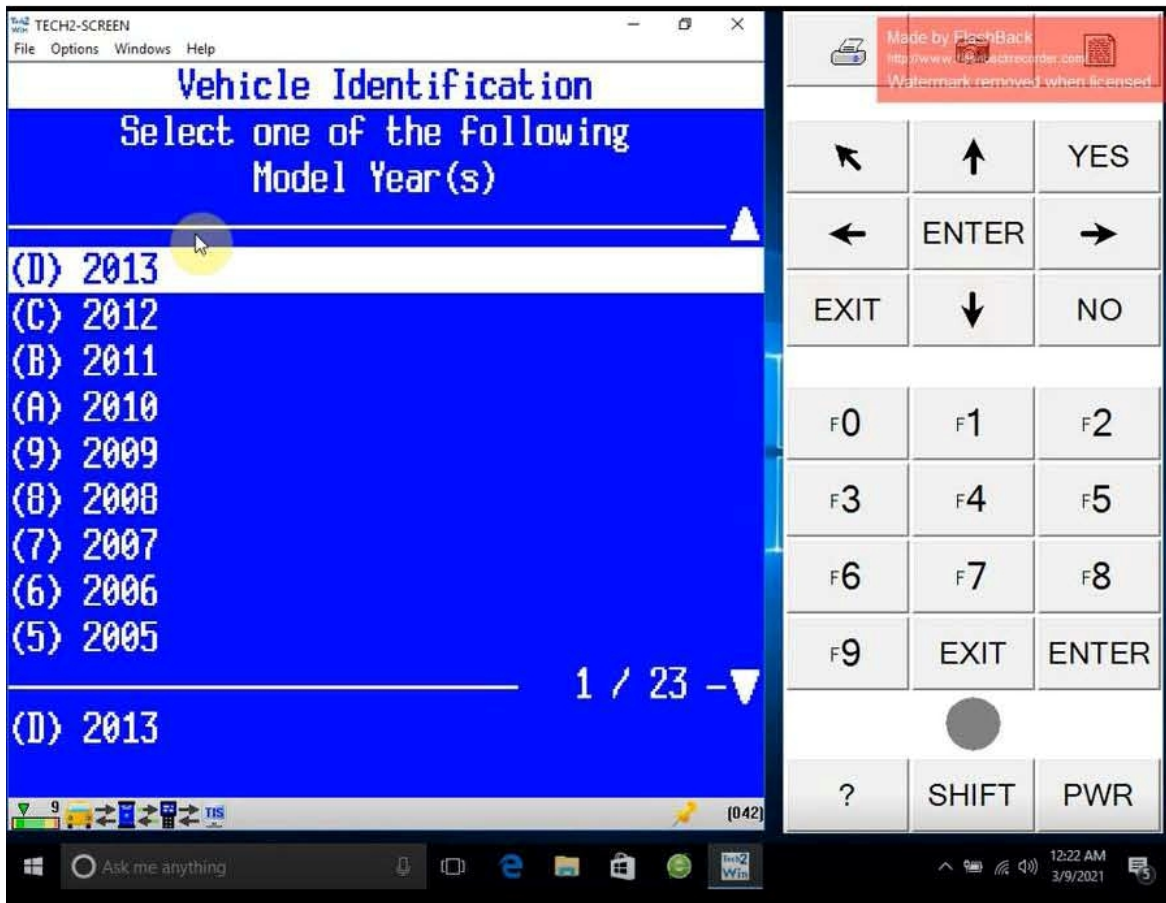 TECH2-SCREEN
File Options Windows Help
Vehicle Identification
Select one of the following
Model Year(s)
(D) 2013
(C) 2012
(B) 2011
(A) 2010
(9) 2009
(8) 2008
(7) 2007
(6) 2006
(5) 2005
1 / 23
(D) 2013
9
TIS
(042)
Made by FlashBack
Watermark removed when licensed
YES
ENTER
EXIT
NO
F0 F1 F2
F3 F4 F5
F6 F7 F8
F9 EXIT ENTER
? SHIFT PWR
Ask me anything
Tech2
Win
12:22 AM
3/9/2021
5